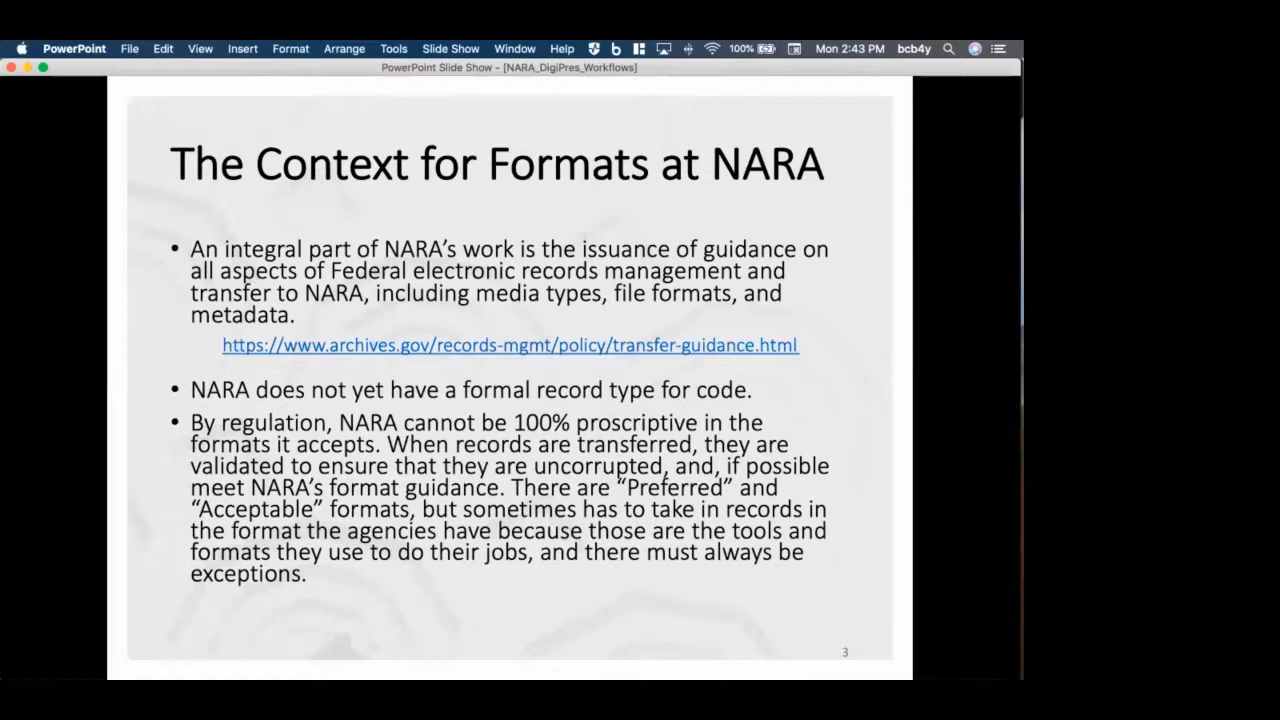 PowerPoint File Edit View Insert Format Arrange Tools Slide Show Window Help 100% Mon 2:43 PM bcb4y
PowerPoint Slide Show - [NARA_DigiPres_Workflows]
The Context for Formats at NARA
• An integral part of NARA’s work is the issuance of guidance on
all aspects of Federal electronic records management and
transfer to NARA, including media types, file formats, and
metadata.
https://www.archives.gov/records-mgmt/policy/transfer-guidance.html
• NARA does not yet have a formal record type for code.
• By regulation, NARA cannot be 100% proscriptive in the
formats it accepts. When records are transferred, they are
validated to ensure that they are uncorrupted, and, if possible
meet NARA’s format guidance. There are “Preferred” and
“Acceptable” formats, but sometimes has to take in records in
the format the agencies have because those are the tools and
formats they use to do their jobs, and there must always be
exceptions.
3